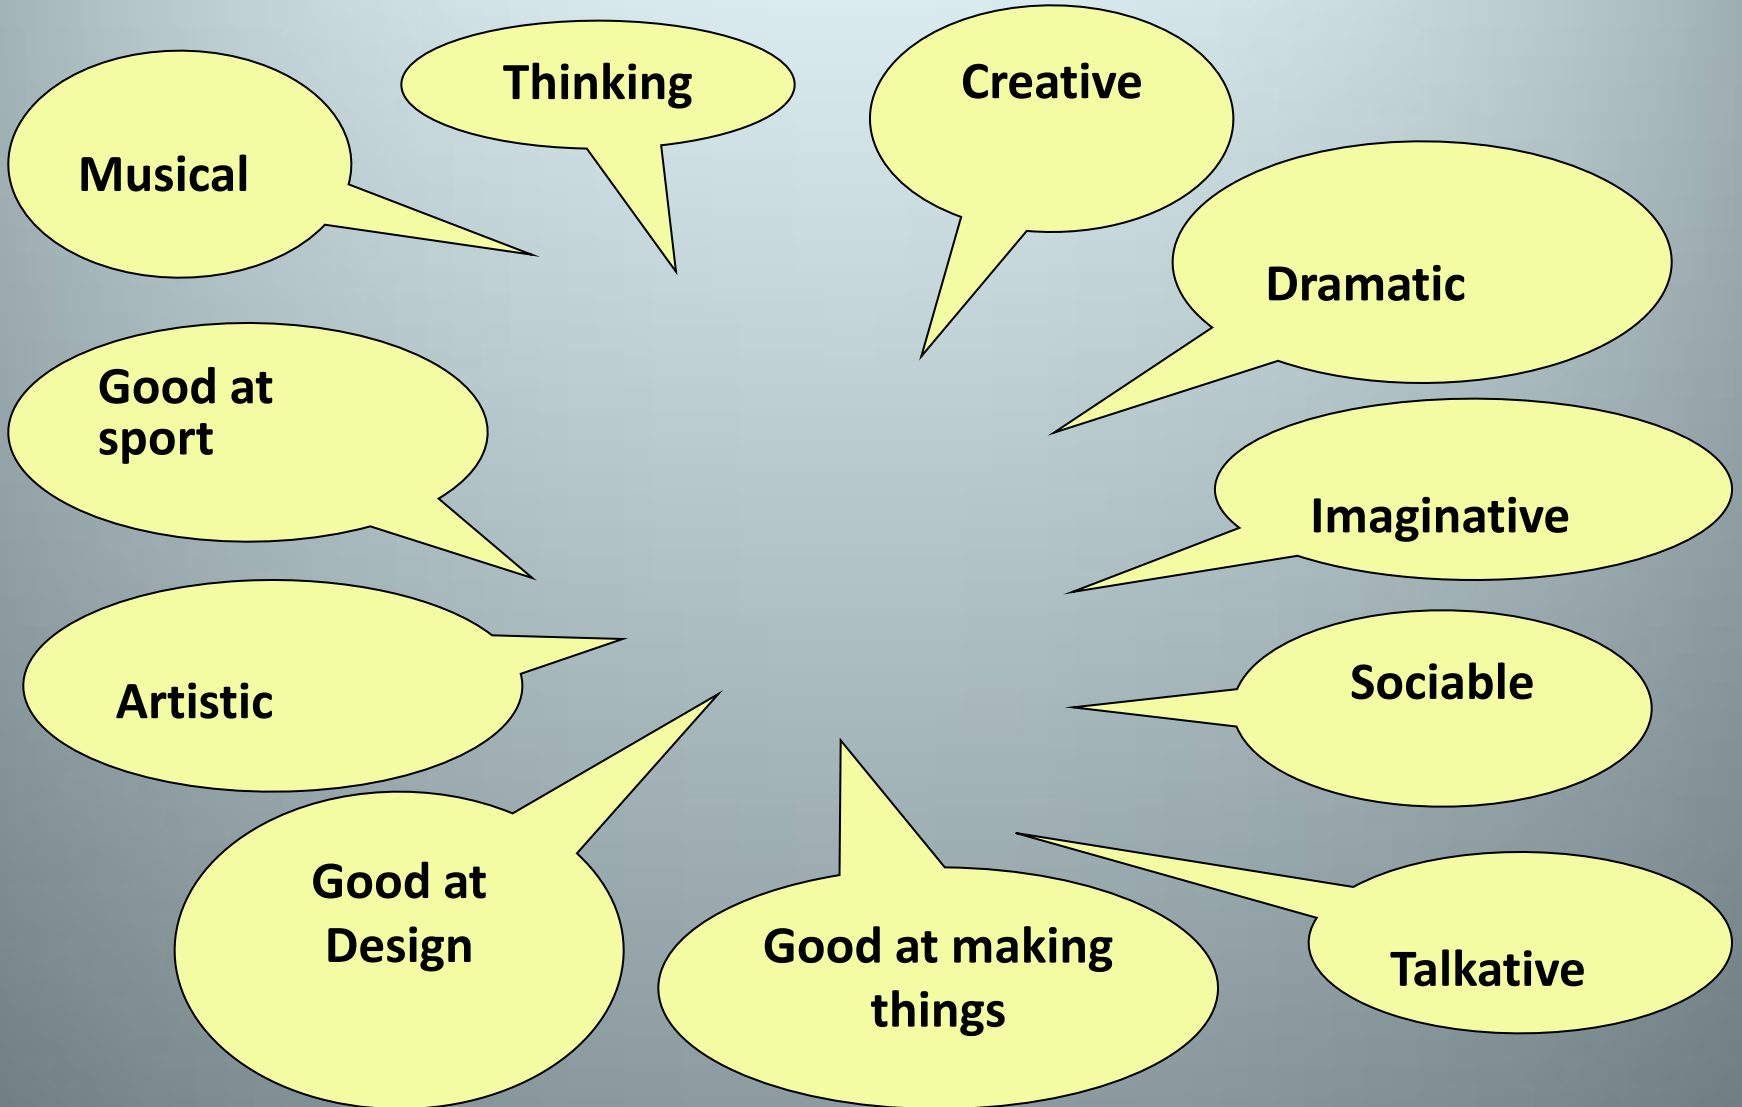 Thinking
Creative
Musical
Dramatic
Good at
sport
Imaginative
Artistic
Sociable
Good at
Design
Good at making
things
Talkative